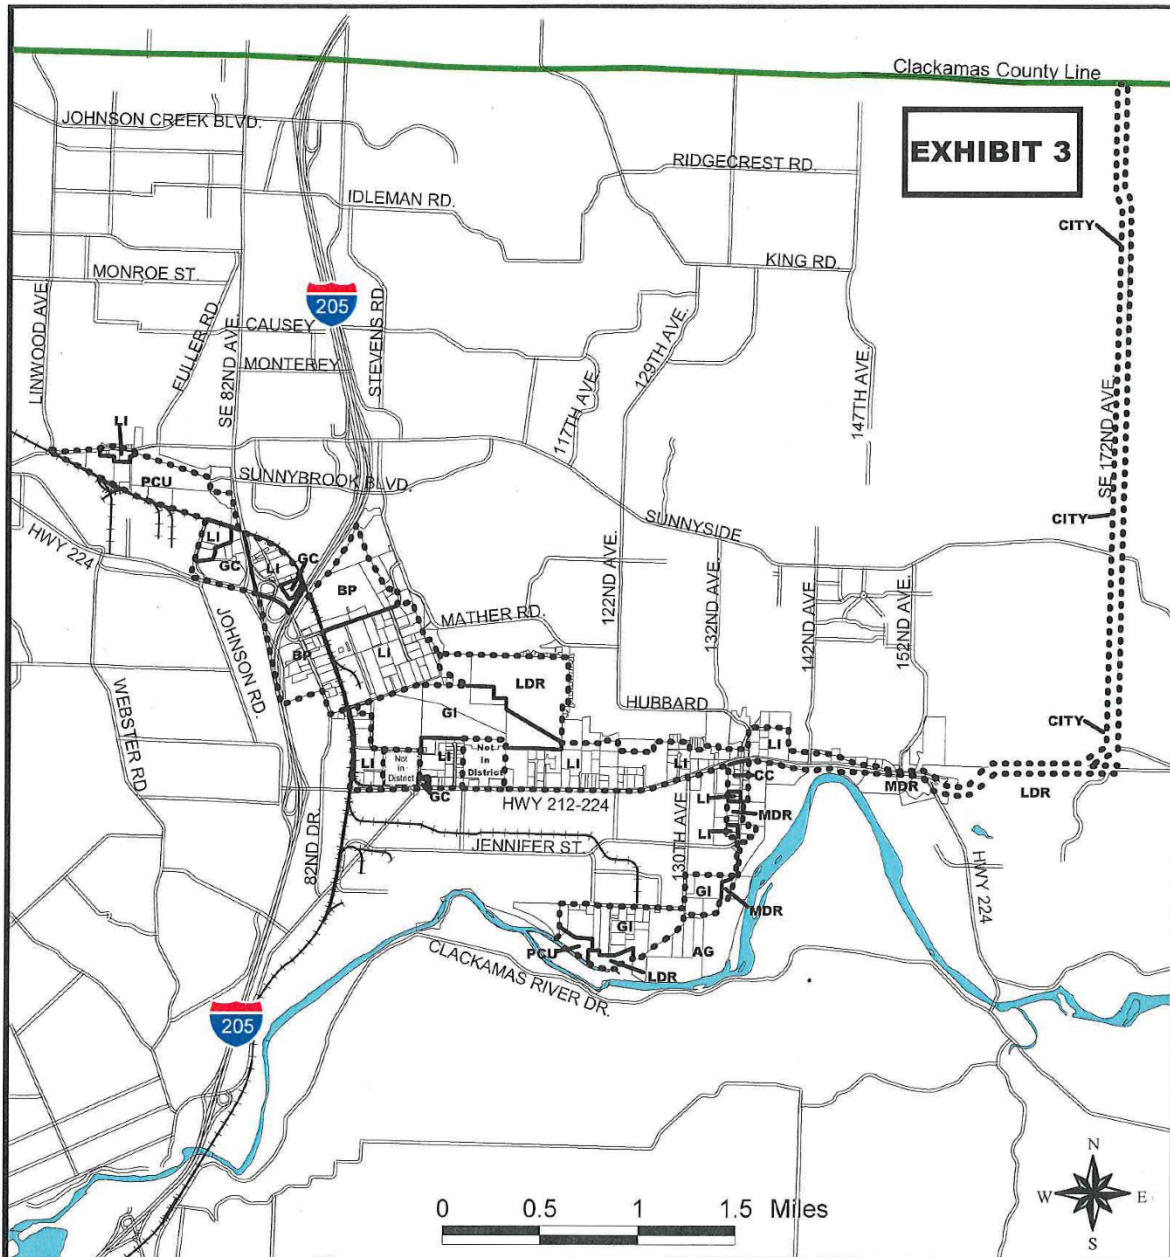 Clackamas County Line
EXHIBIT 3
JOHNSON CREEK BLVD.
RIDGECREST RD.
IDLEMAN RD.
CITY
KING RD.
MONROE ST.
205
LINWOOD AVE.
FULLER RD.
SE 82ND AVE.
CAUSEY
STEVENS RD.
MONTEREY
129TH AVE.
117TH AVE.
147TH AVE.
SE 172ND AVE.
LI
PCU
SUNNYBROOK BLVD.
SUNNYSIDE
CITY
HWY 224
LI
GC
LI
GC
BP
122ND AVE.
132ND AVE.
142ND AVE.
152ND AVE.
JOHNSON RD.
MATHER RD.
BP
LI
LDR
WEBSTER RD.
GI
HUBBARD
CITY
LI
LI
Not
in
District
LI
Not
In
District
LI
LI
CC
GC
HWY 212-224
LI
MDR
LI
MDR
LDR
82ND DR.
JENNIFER ST.
130TH AVE.
HWY 224
GI
MDR
GI
PCU
LDR
AG
CLACKAMAS RIVER DR.
205
0 0.5 1 1.5 Miles
N
W E
S